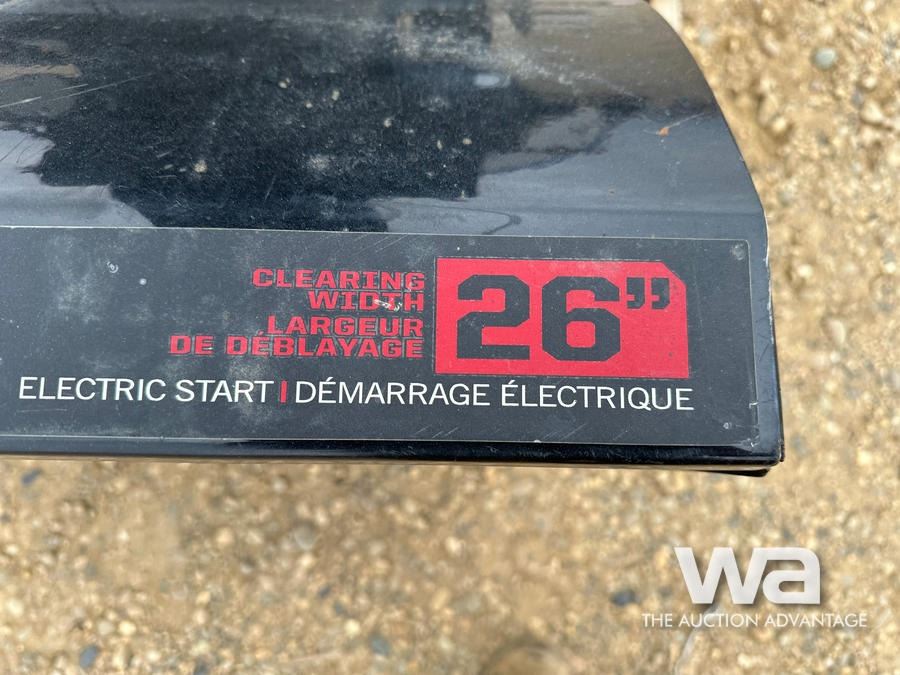 CLEARING
WIDTH
LARGEUR
DE DÉBLAYAGE
26”
ELECTRIC START | DÉMARRAGE ÉLECTRIQUE
wa
THE AUCTION ADVANTAGE